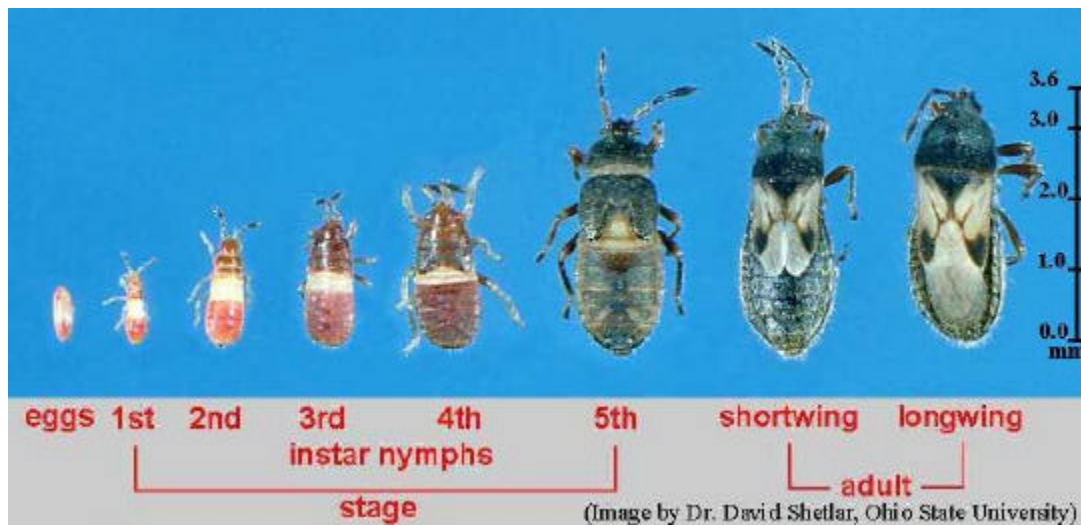 3.6
3.0
2.0
1.0
0.0
mm
eggs 1st 2nd 3rd 4th 5th shortwing longwing
instar nymphs
stage
adult
(Image by Dr. David Shetlar, Ohio State University)